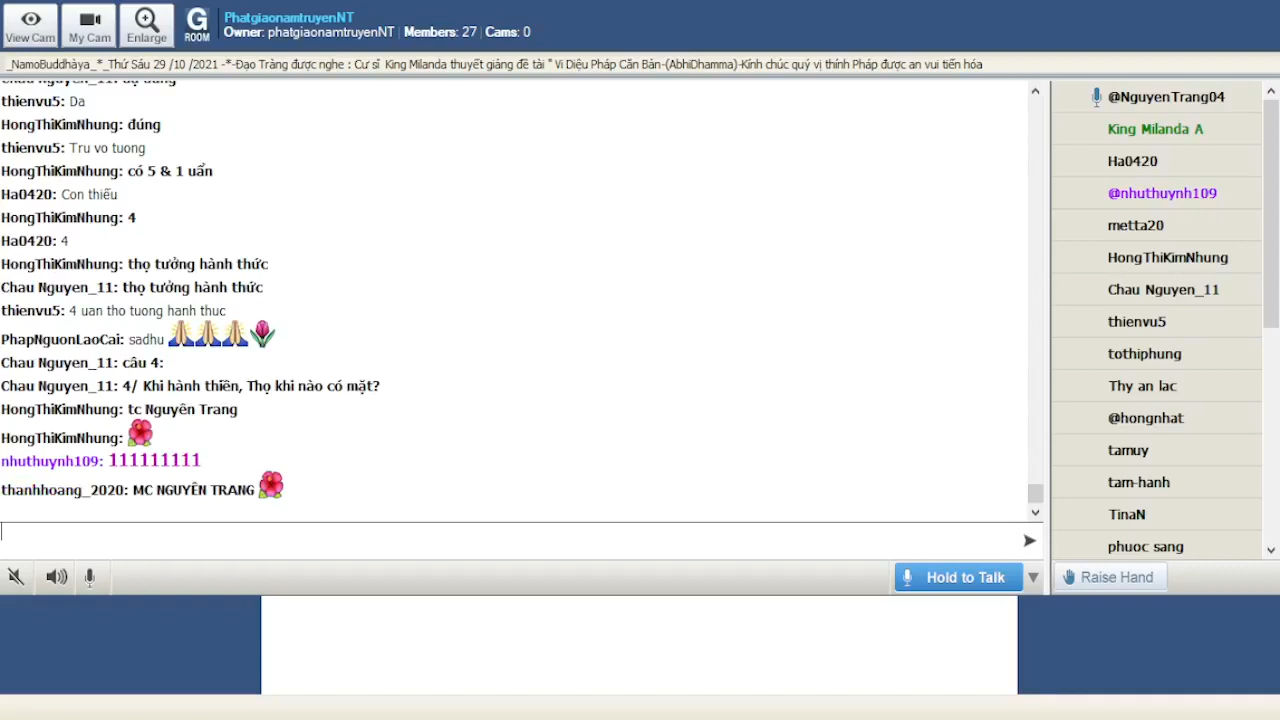 View Cam
My Cam
Enlarge
G
ROOM
PhatgiaonamtruyenNT
Owner: phatgiaonamtruyenNT | Members: 27 | Cams: 0
_NamoBuddhàya_*_Thứ Sáu 29 /10 /2021 -*-Đạo Tràng được nghe : Cư sĩ King Milanda thuyết giảng đề tài " Vi Diệu Pháp Căn Bản-(AbhiDhamma)-Kính chúc quý vị thính Pháp được an vui tiến hóa
thienvu5: Da
HongThiKimNhung: đúng
thienvu5: Tru vo tuong
HongThiKimNhung: có 5 & 1 uẩn
Ha0420: Con thiếu
HongThiKimNhung: 4
Ha0420: 4
HongThiKimNhung: thọ tưởng hành thức
Chau Nguyen_11: thọ tưởng hành thức
thienvu5: 4 uan tho tuong hanh thuc
PhapNguonLaoCai: sadhu
Chau Nguyen_11: câu 4:
Chau Nguyen_11: 4/ Khi hành thiền, Thọ khi nào có mặt?
HongThiKimNhung: tc Nguyên Trang
HongThiKimNhung:
nhuthuynh109: 111111111
thanhhoang_2020: MC NGUYÊN TRANG
@NguyenTrang04
King Milanda A
Ha0420
@nhuthuynh109
metta20
HongThiKimNhung
Chau Nguyen_11
thienvu5
tothiphung
Thy an lac
@hongnhat
tamuy
tam-hanh
TinaN
phuoc sang
Hold to Talk
Raise Hand